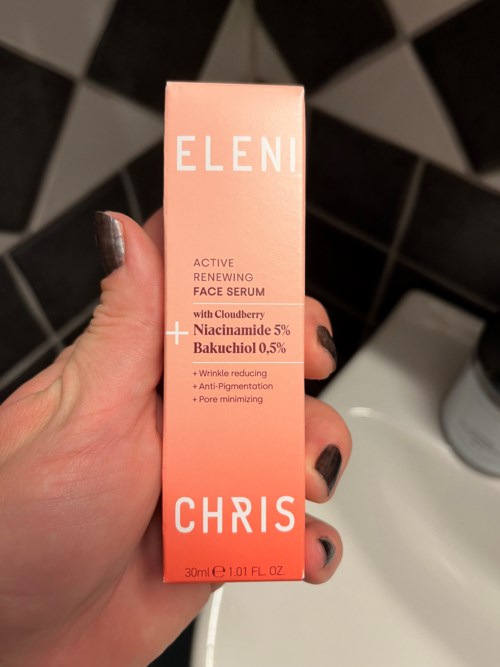 ELENI
ACTIVE
RENEWING
FACE SERUM
with Cloudberry
+ Niacinamide 5%
Bakuchiol 0,5%
+ Wrinkle reducing
+ Anti-Pigmentation
+ Pore minimizing
CHRIS
30ml ℮ 1.01 FL. OZ.